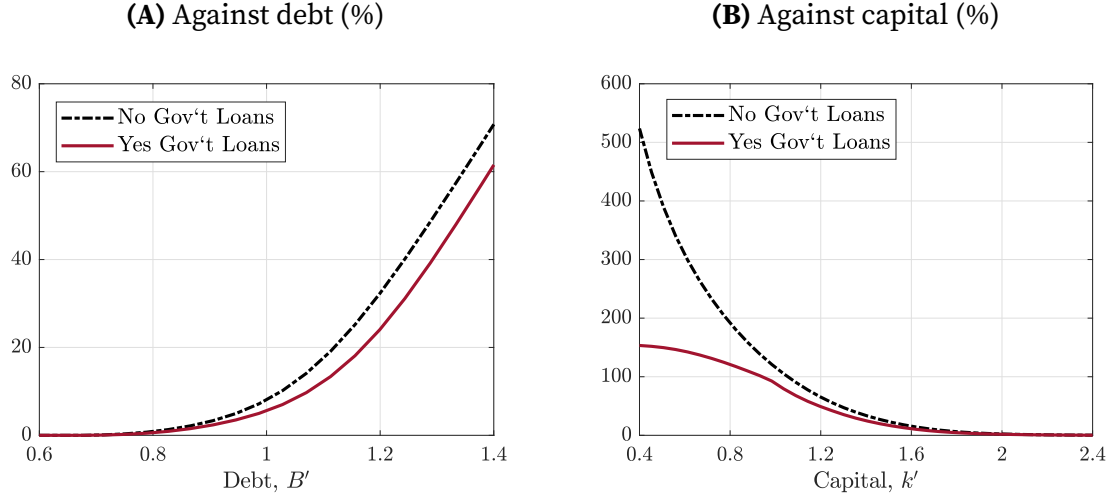 (A) Against debt (%)
80
60
40
20
0
No Gov‘t Loans
Yes Gov‘t Loans
0.6 0.8 1 1.2 1.4
Debt, B′
(B) Against capital (%)
600
500
400
300
200
100
0
No Gov‘t Loans
Yes Gov‘t Loans
0.4 0.8 1.2 1.6 2 2.4
Capital, k′